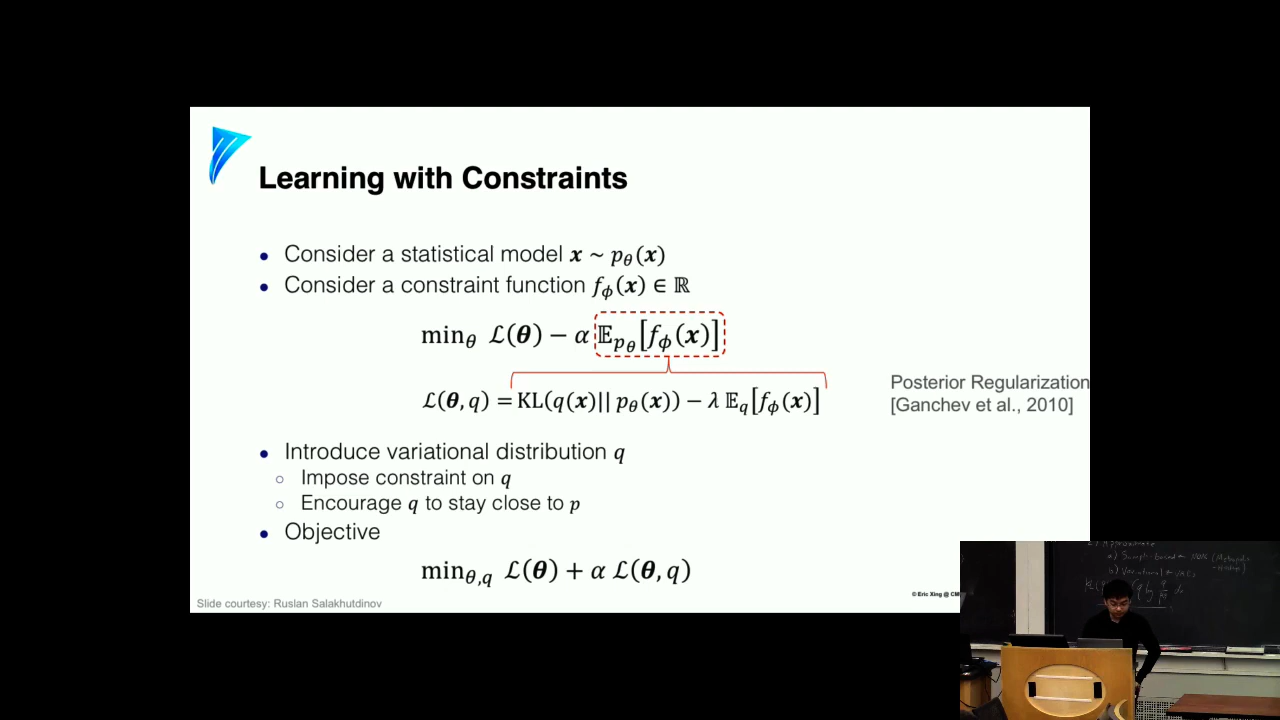 Learning with Constraints
● Consider a statistical model 𝒙 ~ p_θ(𝒙)
● Consider a constraint function f_ϕ(𝒙) ∈ ℝ
min_θ ℒ(𝜽) − α 𝔼_{p_θ}[f_ϕ(𝒙)]
ℒ(𝜽, q) = KL(q(𝒙)|| p_θ(𝒙)) − λ 𝔼_q[f_ϕ(𝒙)]
Posterior Regularization
[Ganchev et al., 2010]
● Introduce variational distribution q
○ Impose constraint on q
○ Encourage q to stay close to p
● Objective
min_{θ,q} ℒ(𝜽) + α ℒ(𝜽, q)
Slide courtesy: Ruslan Salakhutdinov
© Eric Xing @